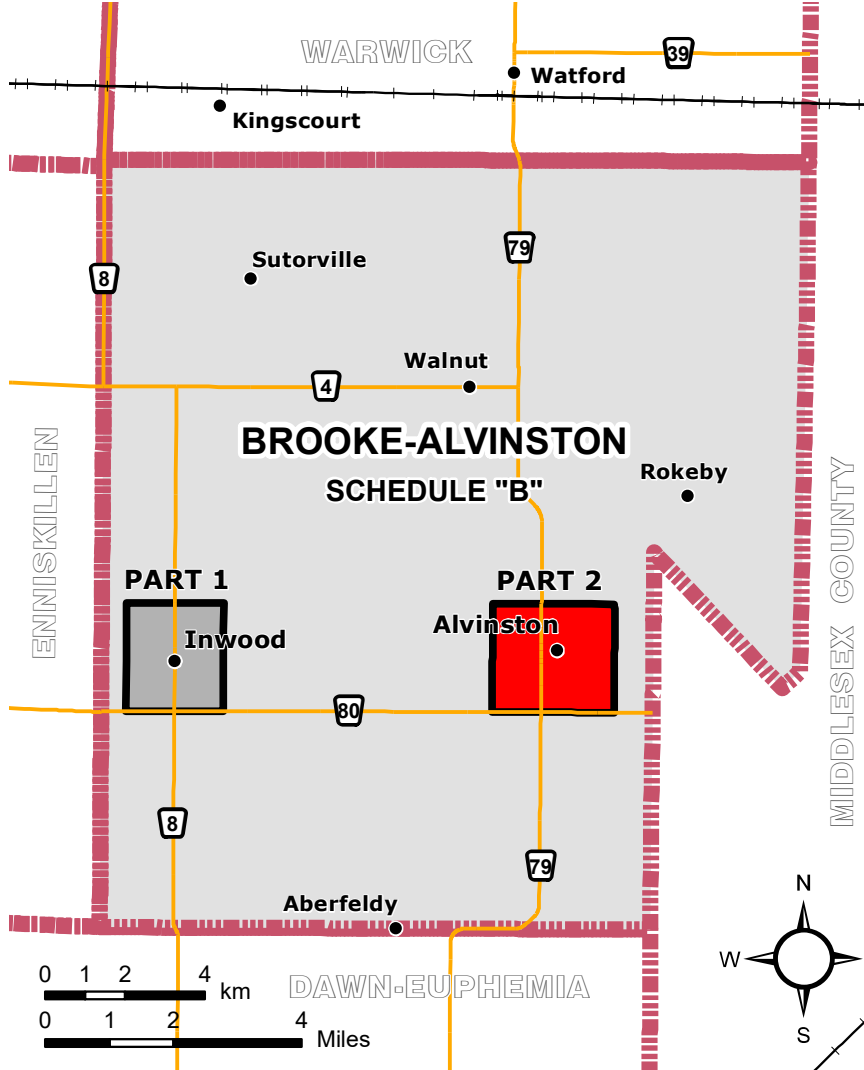 WARWICK
39
Watford
Kingscourt
79
Sutorville
8
Walnut
4
BROOKE-ALVINSTON
SCHEDULE "B"
Rokeby
ENNISKILLEN
MIDDLESEX COUNTY
PART 1
PART 2
Alvinston
Inwood
80
8
79
Aberfeldy
N
W
S
DAWN-EUPHEMIA
0 1 2 4 km
0 1 2 4 Miles